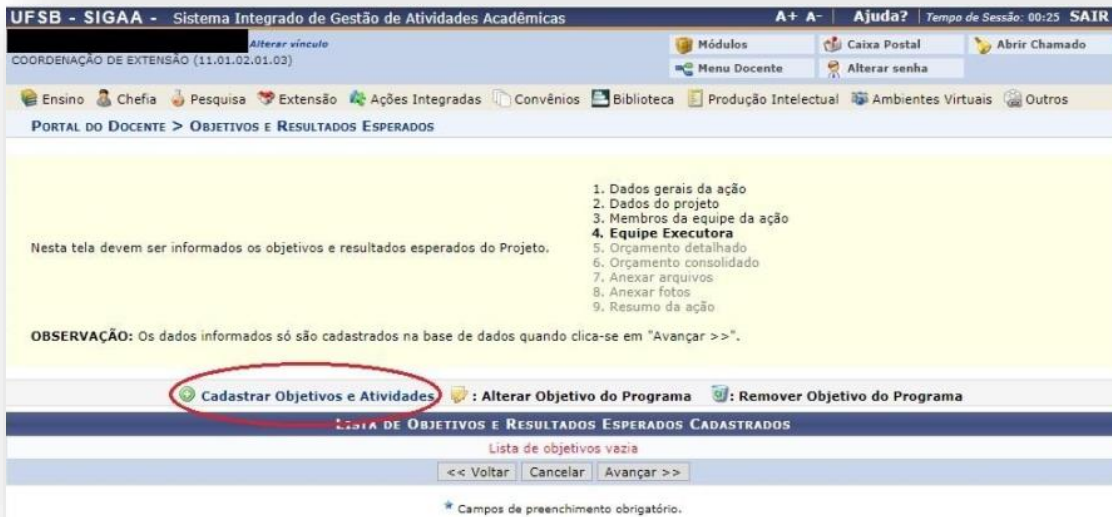 UFSB - SIGAA - Sistema Integrado de Gestão de Atividades Acadêmicas A+ A- Ajuda? Tempo de Sessão: 00:25 SAIR
Alterar vínculo Módulos Caixa Postal Abrir Chamado
COORDENAÇÃO DE EXTENSÃO (11.01.02.01.03) Menu Docente Alterar senha
Ensino Chefia Pesquisa Extensão Ações Integradas Convênios Biblioteca Produção Intelectual Ambientes Virtuais Outros
PORTAL DO DOCENTE > OBJETIVOS E RESULTADOS ESPERADOS
Nesta tela devem ser informados os objetivos e resultados esperados do Projeto.
1. Dados gerais da ação
2. Dados do projeto
3. Membros da equipe da ação
4. Equipe Executora
5. Orçamento detalhado
6. Orçamento consolidado
7. Anexar arquivos
8. Anexar fotos
9. Resumo da ação
OBSERVAÇÃO: Os dados informados só são cadastrados na base de dados quando clica-se em "Avançar >>".
Cadastrar Objetivos e Atividades : Alterar Objetivo do Programa : Remover Objetivo do Programa
LISTA DE OBJETIVOS E RESULTADOS ESPERADOS CADASTRADOS
Lista de objetivos vazia
<< Voltar Cancelar Avançar >>
* Campos de preenchimento obrigatório.